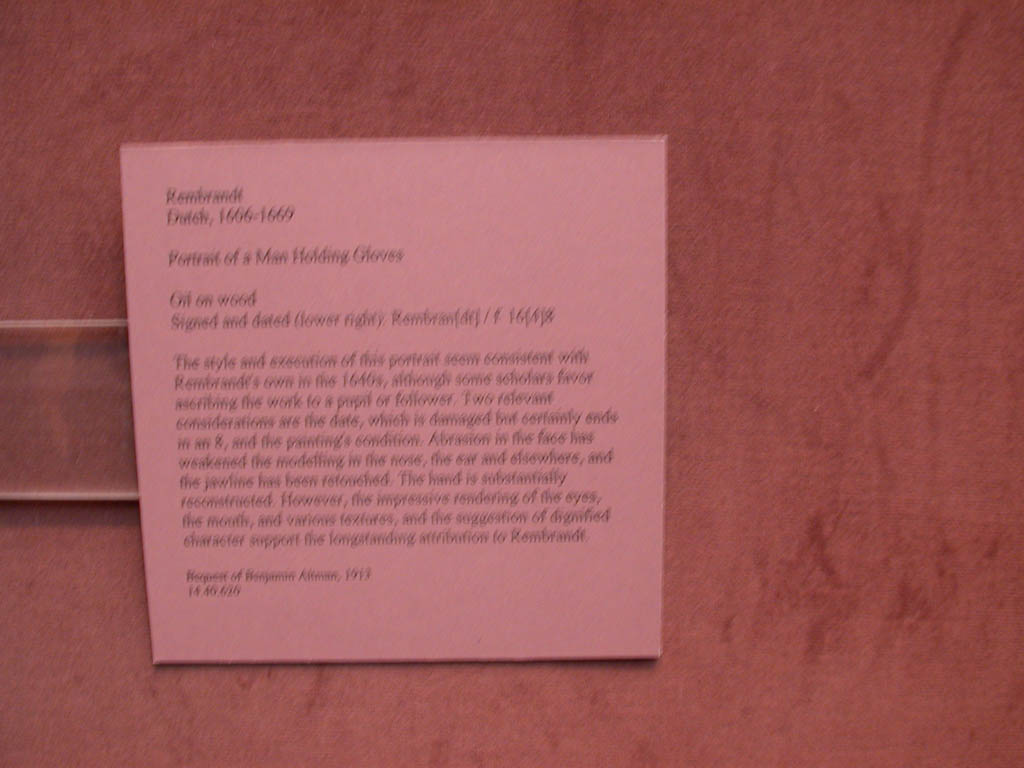 Rembrandt
Dutch, 1606-1669
Portrait of a Man Holding Gloves
Oil on wood
Signed and dated (lower right): Rembran[dt] / f 16[4]8
The style and execution of this portrait seem consistent with
Rembrandt's own in the 1640s, although some scholars favor
ascribing the work to a pupil or follower. Two relevant
considerations are the date, which is damaged but certainly ends
in an 8, and the painting's condition. Abrasion in the face has
weakened the modelling in the nose, the ear and elsewhere, and
the jawline has been retouched. The hand is substantially
reconstructed. However, the impressive rendering of the eyes,
the mouth, and various textures, and the suggestion of dignified
character support the longstanding attribution to Rembrandt.
Bequest of Benjamin Altman, 1913
14.40.620